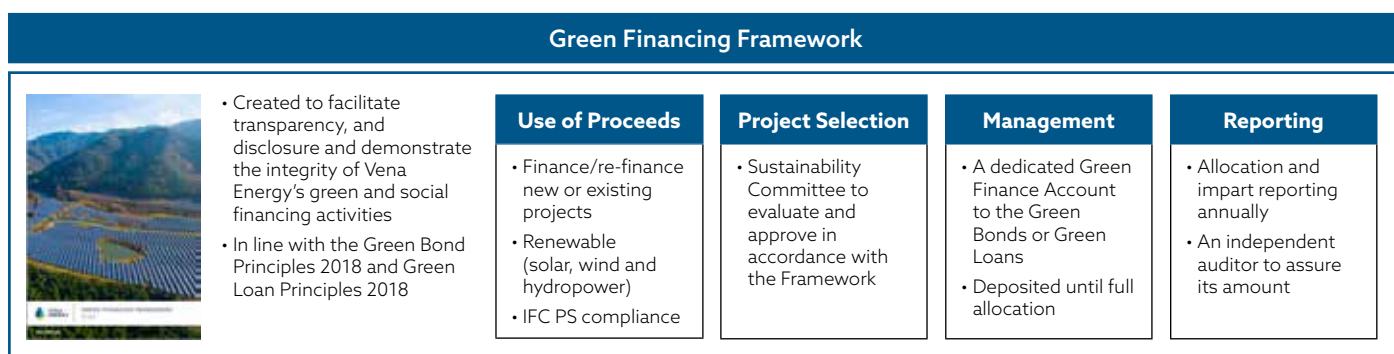 Green Financing Framework
• Created to facilitate
transparency, and
disclosure and demonstrate
the integrity of Vena
Energy's green and social
financing activities
• In line with the Green Bond
Principles 2018 and Green
Loan Principles 2018
Use of Proceeds
• Finance/re-finance
new or existing
projects
• Renewable
(solar, wind and
hydropower)
• IFC PS compliance
Project Selection
• Sustainability
Committee to
evaluate and
approve in
accordance with
the Framework
Management
• A dedicated Green
Finance Account
to the Green
Bonds or Green
Loans
• Deposited until full
allocation
Reporting
• Allocation and
impart reporting
annually
• An independent
auditor to assure
its amount